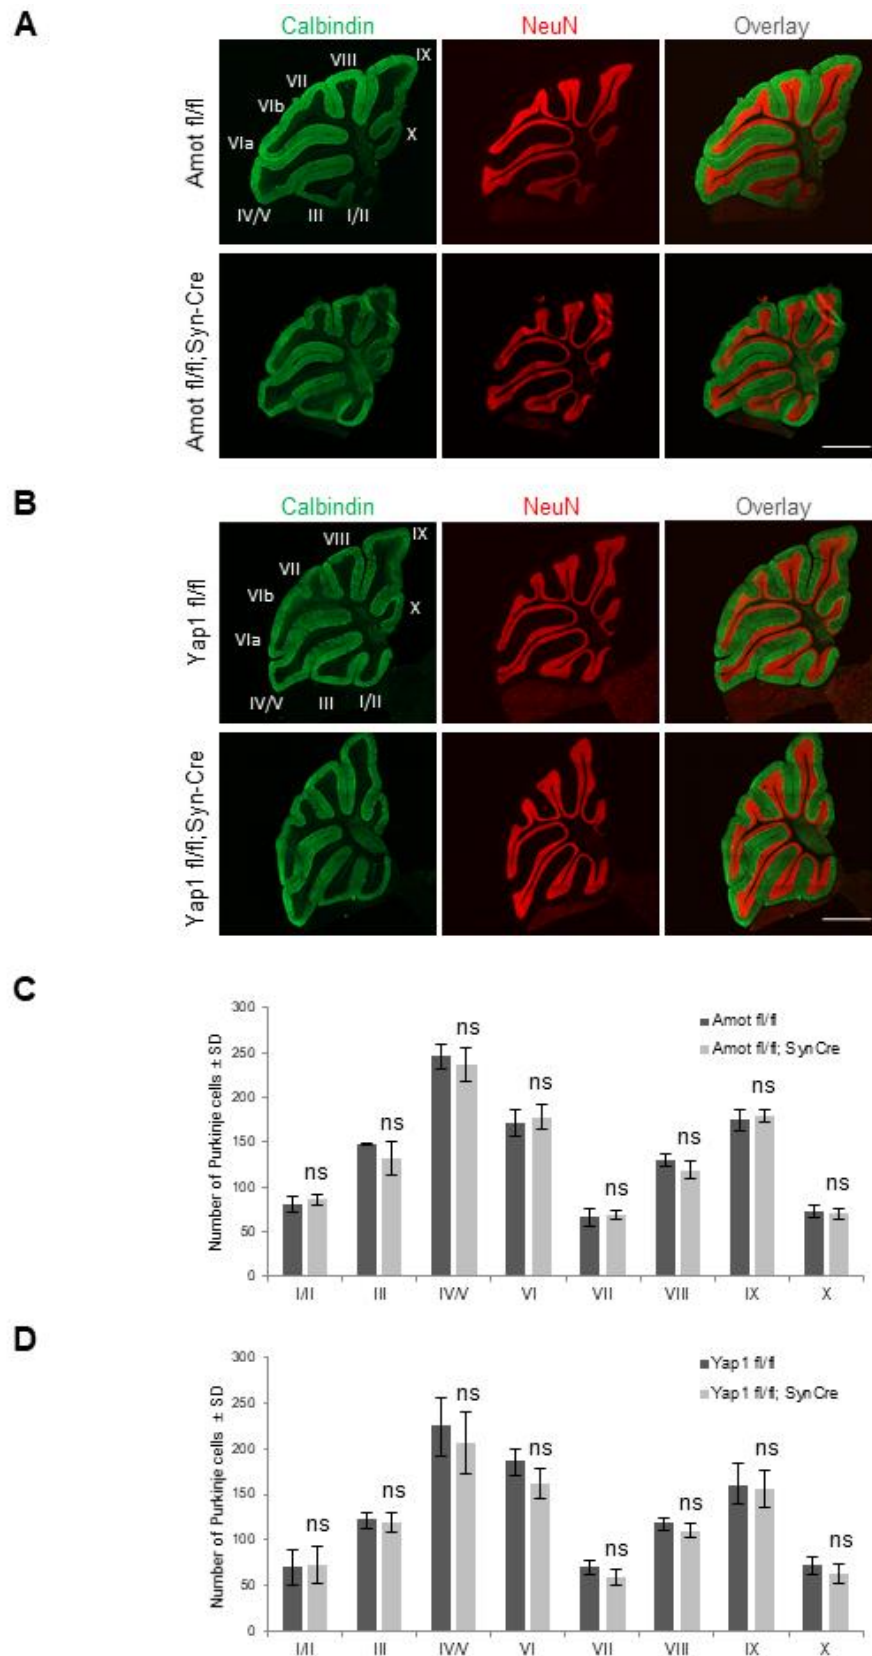 A
Calbindin NeuN Overlay
Amot fl/fl
IX
VIII
VII
VIb
X
VIa
IV/V III I/II
Amot fl/fl;Syn-Cre
B
Calbindin NeuN Overlay
Yap1 fl/fl
IX
VIII
VII
VIb
X
VIa
IV/V III I/II
Yap1 fl/fl;Syn-Cre
C
Number of Purkinje cells ± SD
300
250
200
150
100
50
0
Amot fl/fl
Amot fl/fl; SynCre
ns ns ns ns ns ns ns ns
I/II III IV/V VI VII VIII IX X
D
Number of Purkinje cells ± SD
300
250
200
150
100
50
0
Yap1 fl/fl
Yap1 fl/fl; SynCre
ns ns ns ns ns ns ns ns
I/II III IV/V VI VII VIII IX X